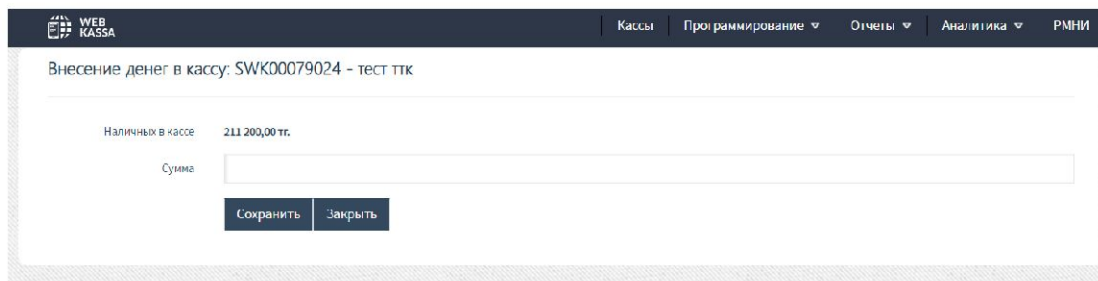 WEB
KASSA
Кассы Программирование Отчеты Аналитика РМНИ
Внесение денег в кассу: SWK00079024 - тест ттк
Наличных в кассе 211 200,00 тг.
Сумма
Сохранить Закрыть